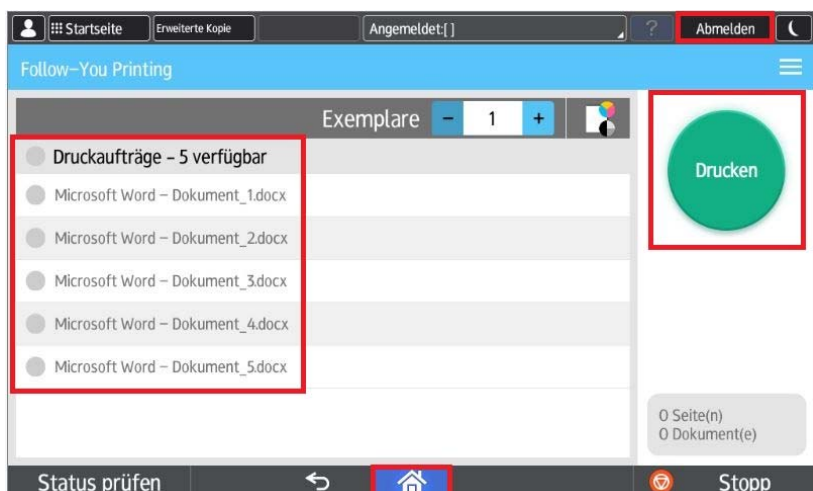 Startseite Erweiterte Kopie Angemeldet:[ ] ? Abmelden
Follow-You Printing
Exemplare - 1 +
Druckaufträge - 5 verfügbar
Drucken
Microsoft Word - Dokument_1.docx
Microsoft Word - Dokument_2.docx
Microsoft Word - Dokument_3.docx
Microsoft Word - Dokument_4.docx
Microsoft Word - Dokument_5.docx
0 Seite(n)
0 Dokument(e)
Status prüfen Stopp